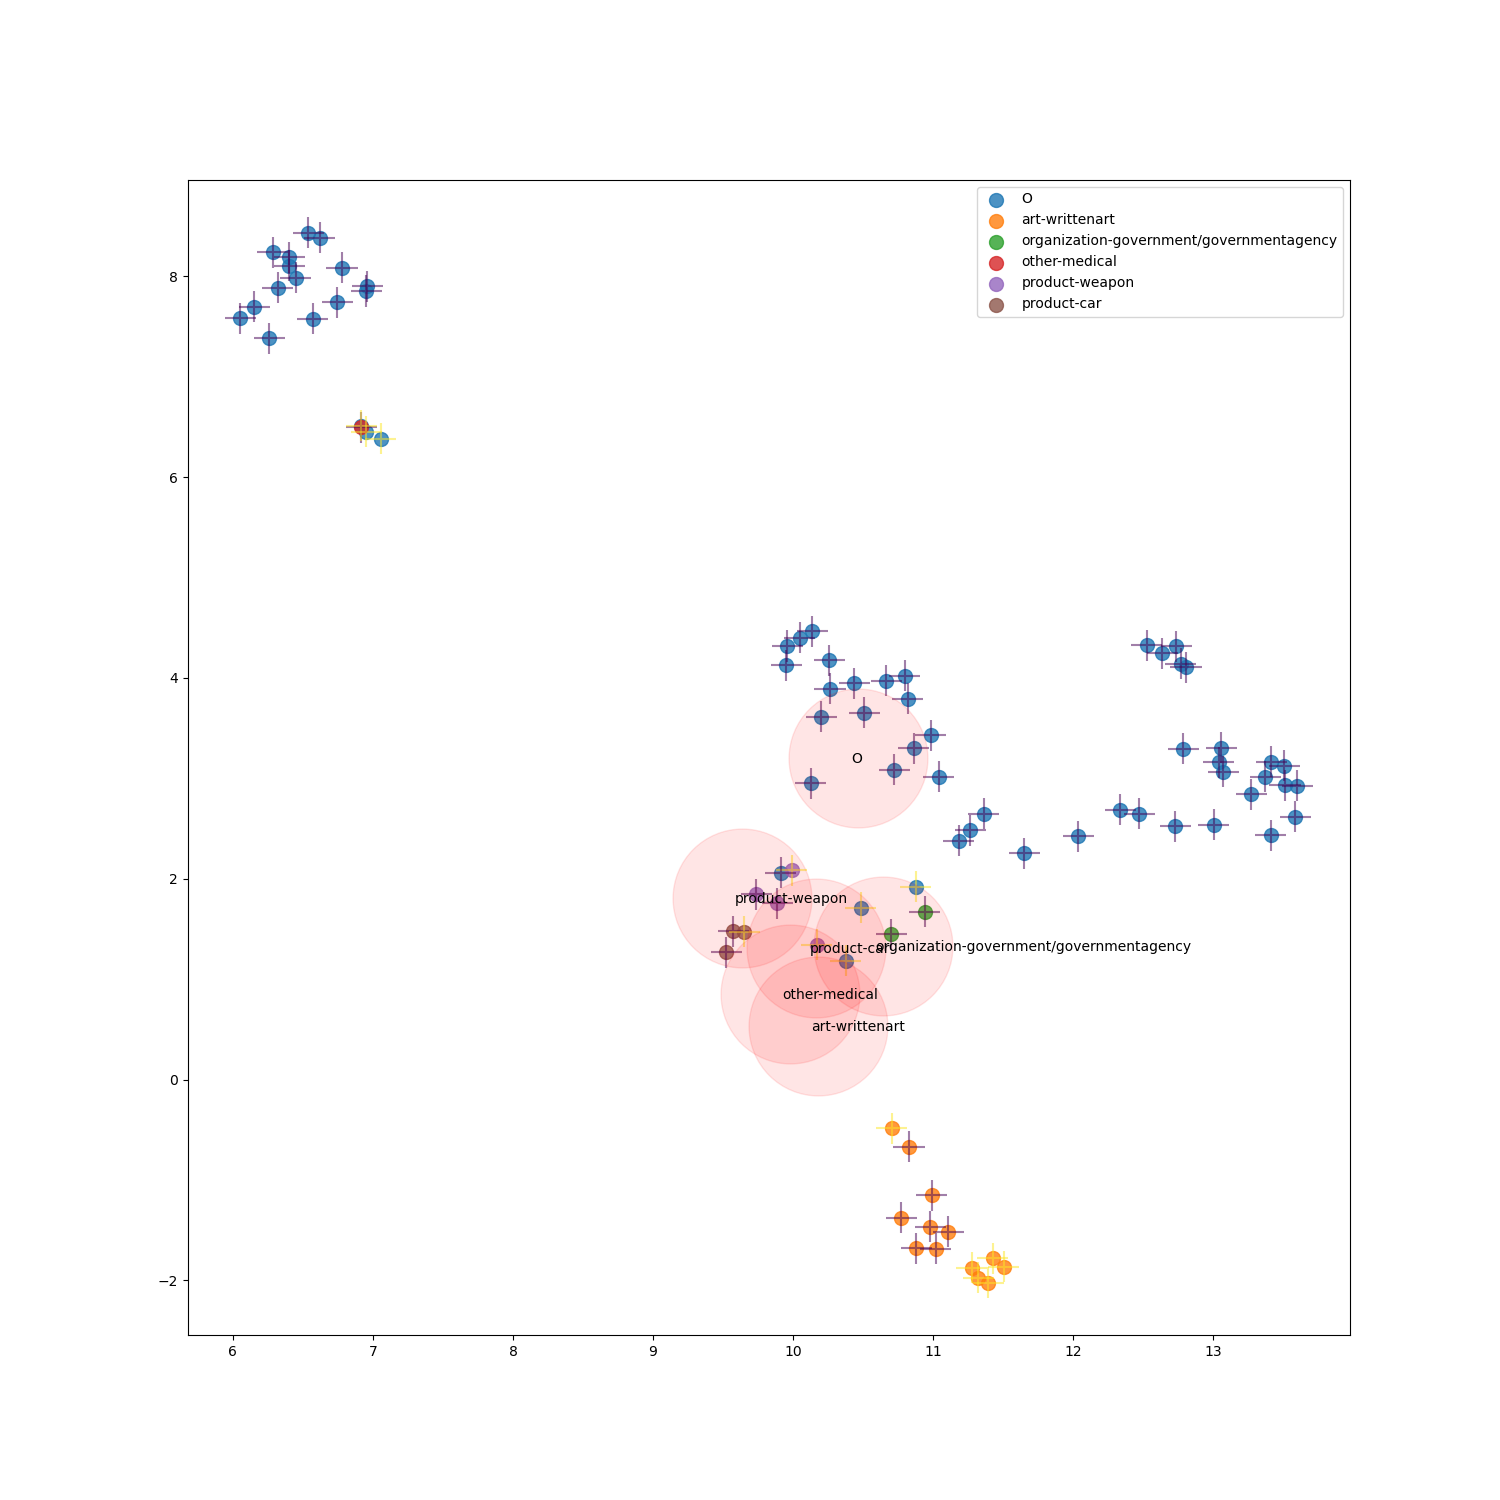 O
art-writtenart
organization-government/governmentagency
other-medical
product-weapon
product-car
8
6
4
O
2
product-weapon
product-car
organization-government/governmentagency
other-medical
art-writtenart
0
−2
6 7 8 9 10 11 12 13